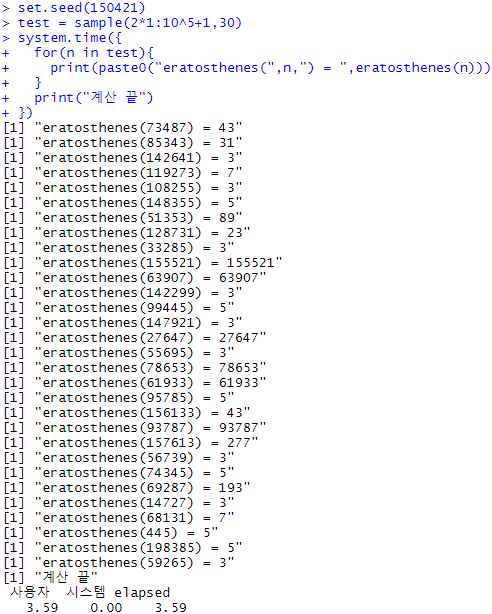 > set.seed(150421)
> test = sample(2*1:10^5+1,30)
> system.time({
+   for(n in test){
+     print(paste0("eratosthenes(",n,") = ",eratosthenes(n)))
+   }
+   print("계산 끝")
+ })
[1] "eratosthenes(73487) = 43"
[1] "eratosthenes(85343) = 31"
[1] "eratosthenes(142641) = 3"
[1] "eratosthenes(119273) = 7"
[1] "eratosthenes(108255) = 3"
[1] "eratosthenes(148355) = 5"
[1] "eratosthenes(51353) = 89"
[1] "eratosthenes(128731) = 23"
[1] "eratosthenes(33285) = 3"
[1] "eratosthenes(155521) = 155521"
[1] "eratosthenes(63907) = 63907"
[1] "eratosthenes(142299) = 3"
[1] "eratosthenes(99445) = 5"
[1] "eratosthenes(147921) = 3"
[1] "eratosthenes(27647) = 27647"
[1] "eratosthenes(55695) = 3"
[1] "eratosthenes(78653) = 78653"
[1] "eratosthenes(61933) = 61933"
[1] "eratosthenes(95785) = 5"
[1] "eratosthenes(156133) = 43"
[1] "eratosthenes(93787) = 93787"
[1] "eratosthenes(157613) = 277"
[1] "eratosthenes(56739) = 3"
[1] "eratosthenes(74345) = 5"
[1] "eratosthenes(69287) = 193"
[1] "eratosthenes(14727) = 3"
[1] "eratosthenes(68131) = 7"
[1] "eratosthenes(445) = 5"
[1] "eratosthenes(198385) = 5"
[1] "eratosthenes(59265) = 3"
[1] "계산 끝"
사용자 시스템 elapsed
3.59 0.00 3.59